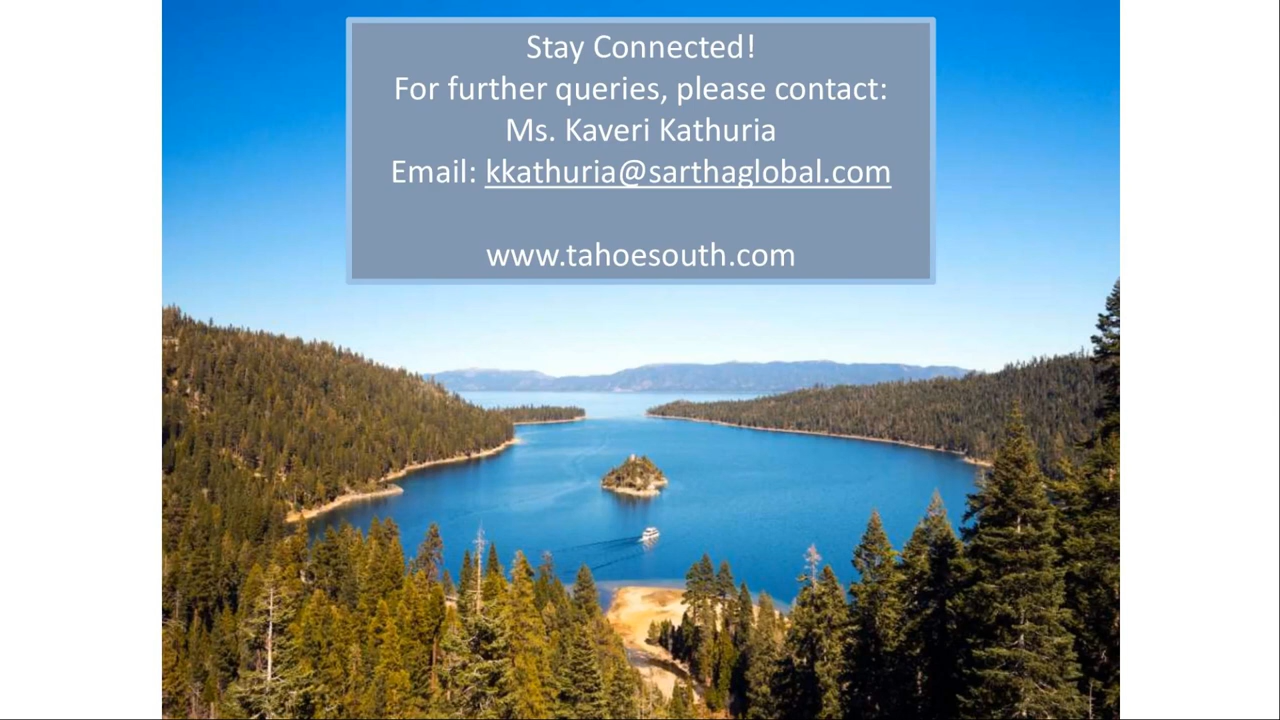 Stay Connected!
For further queries, please contact:
Ms. Kaveri Kathuria
Email: kkathuria@sarthaglobal.com
www.tahoesouth.com